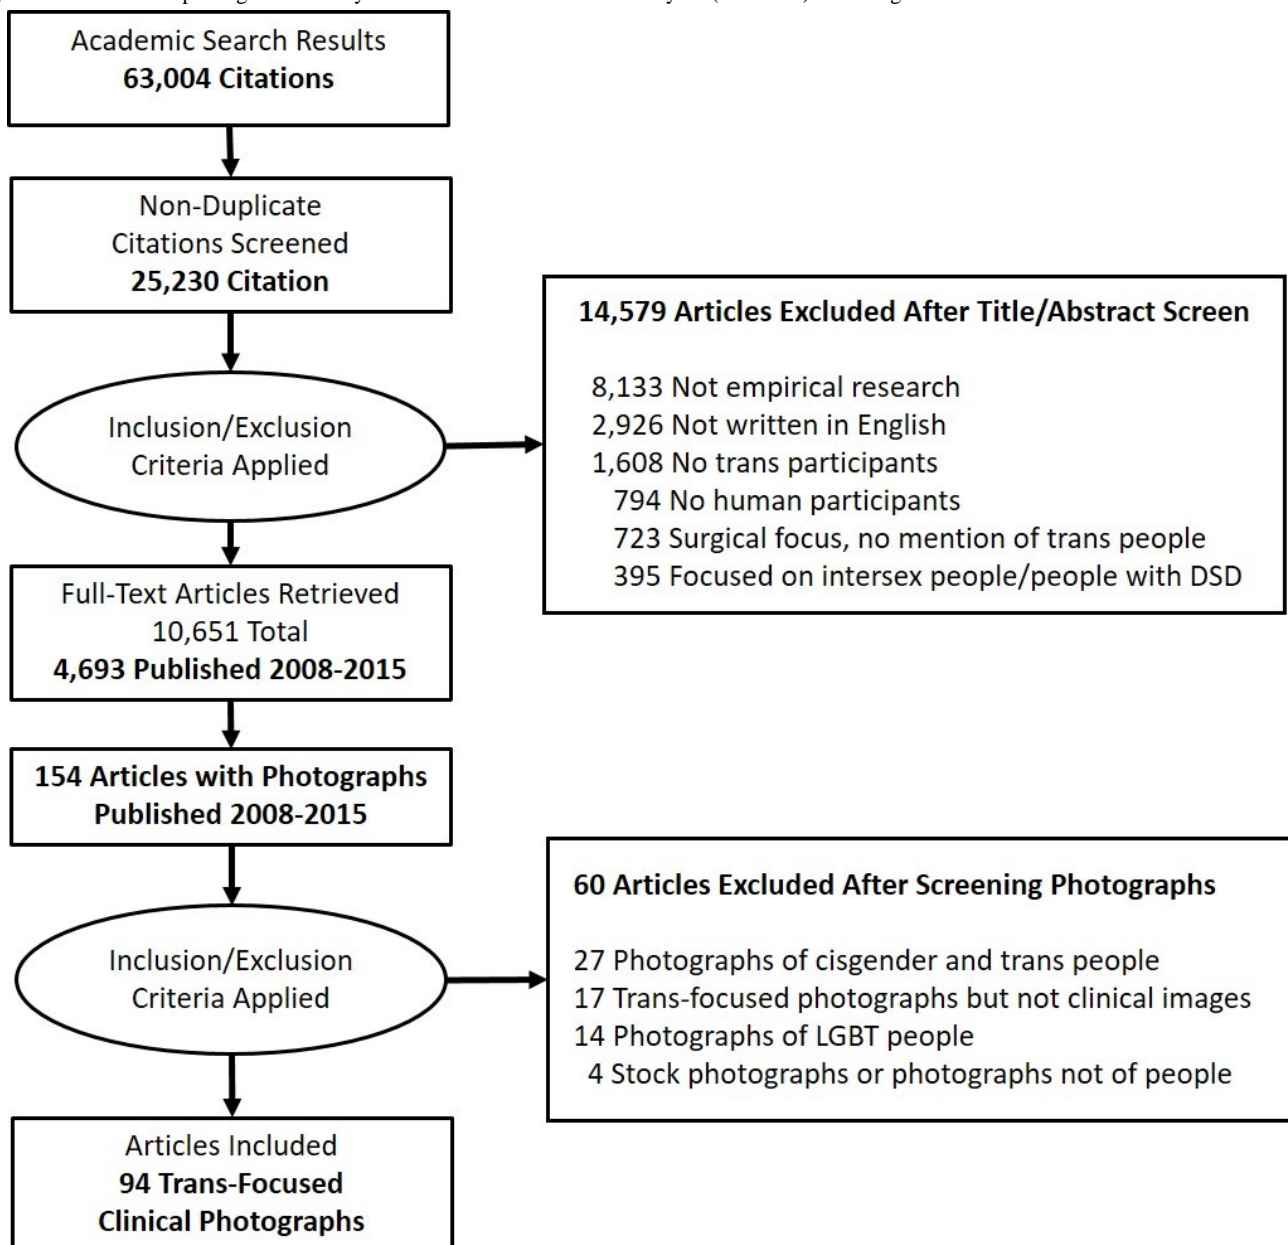 Academic Search Results
63,004 Citations
Non-Duplicate
Citations Screened
25,230 Citation
Inclusion/Exclusion
Criteria Applied
14,579 Articles Excluded After Title/Abstract Screen
8,133 Not empirical research
2,926 Not written in English
1,608 No trans participants
794 No human participants
723 Surgical focus, no mention of trans people
395 Focused on intersex people/people with DSD
Full-Text Articles Retrieved
10,651 Total
4,693 Published 2008-2015
154 Articles with Photographs
Published 2008-2015
Inclusion/Exclusion
Criteria Applied
60 Articles Excluded After Screening Photographs
27 Photographs of cisgender and trans people
17 Trans-focused photographs but not clinical images
14 Photographs of LGBT people
4 Stock photographs or photographs not of people
Articles Included
94 Trans-Focused
Clinical Photographs